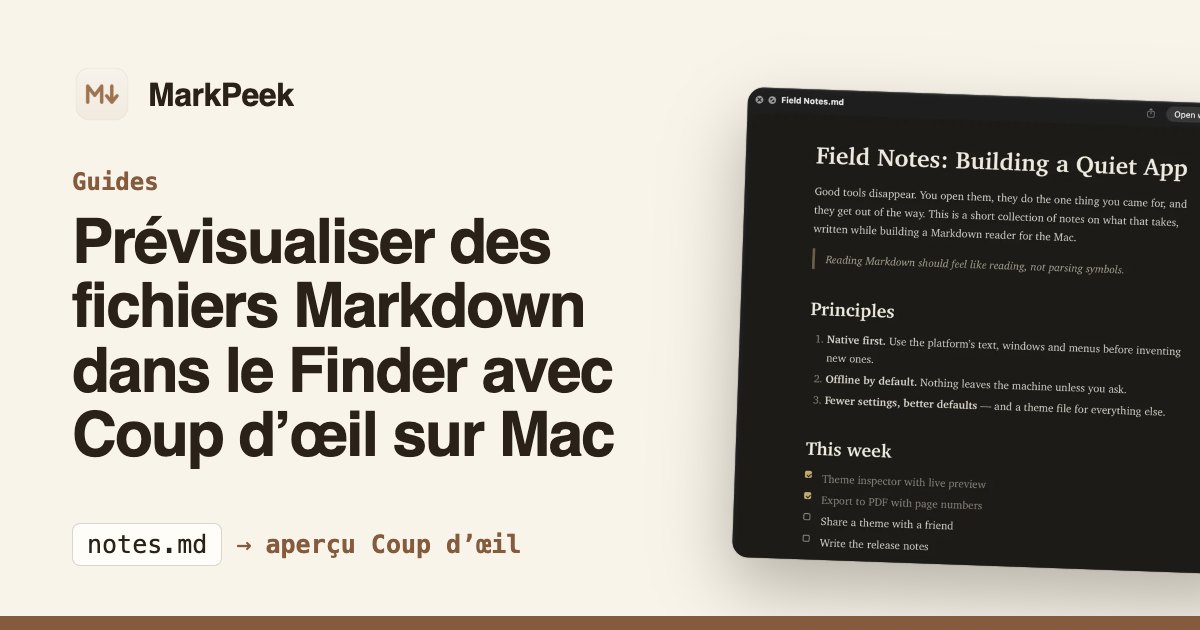 M↓ MarkPeek
Guides
Prévisualiser des
fichiers Markdown
dans le Finder avec
Coup d’œil sur Mac
notes.md → aperçu Coup d’œil
Field Notes.md
Open
Field Notes: Building a Quiet App
Good tools disappear. You open them, they do the one thing you came for, and
they get out of the way. This is a short collection of notes on what that takes,
written while building a Markdown reader for the Mac.
Reading Markdown should feel like reading, not parsing symbols.
Principles
1. Native first. Use the platform’s text, windows and menus before inventing
new ones.
2. Offline by default. Nothing leaves the machine unless you ask.
3. Fewer settings, better defaults — and a theme file for everything else.
This week
Theme inspector with live preview
Export to PDF with page numbers
Share a theme with a friend
Write the release notes